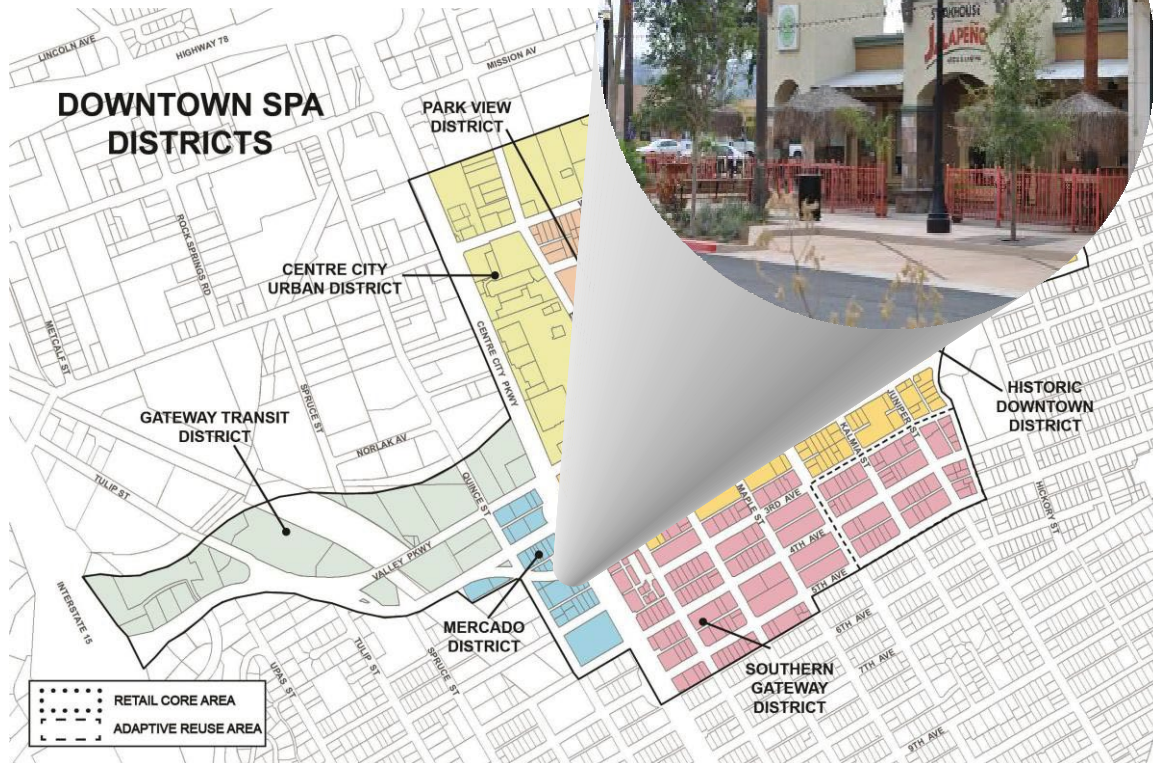 LINCOLN AVE
HIGHWAY 78
MISSION AV
DOWNTOWN SPA
DISTRICTS
PARK VIEW
DISTRICT
STEAKHOUSE
JALAPEÑO
ROCK SPRINGS RD
CENTRE CITY
URBAN DISTRICT
METCALF ST
CENTRE CITY PKWY
SPRUCE ST
GATEWAY TRANSIT
DISTRICT
NORLAK AV
HISTORIC
DOWNTOWN
DISTRICT
JUNIPER ST
KALMIA ST
TULIP ST
QUINCE ST
MAPLE ST
3RD AVE
HICKORY ST
VALLEY PKWY
4TH AVE
5TH AVE
INTERSTATE 15
MERCADO
DISTRICT
6TH AVE
7TH AVE
UPAS ST
TULIP ST
SPRUCE ST
SOUTHERN
GATEWAY
DISTRICT
9TH AVE
RETAIL CORE AREA
ADAPTIVE REUSE AREA